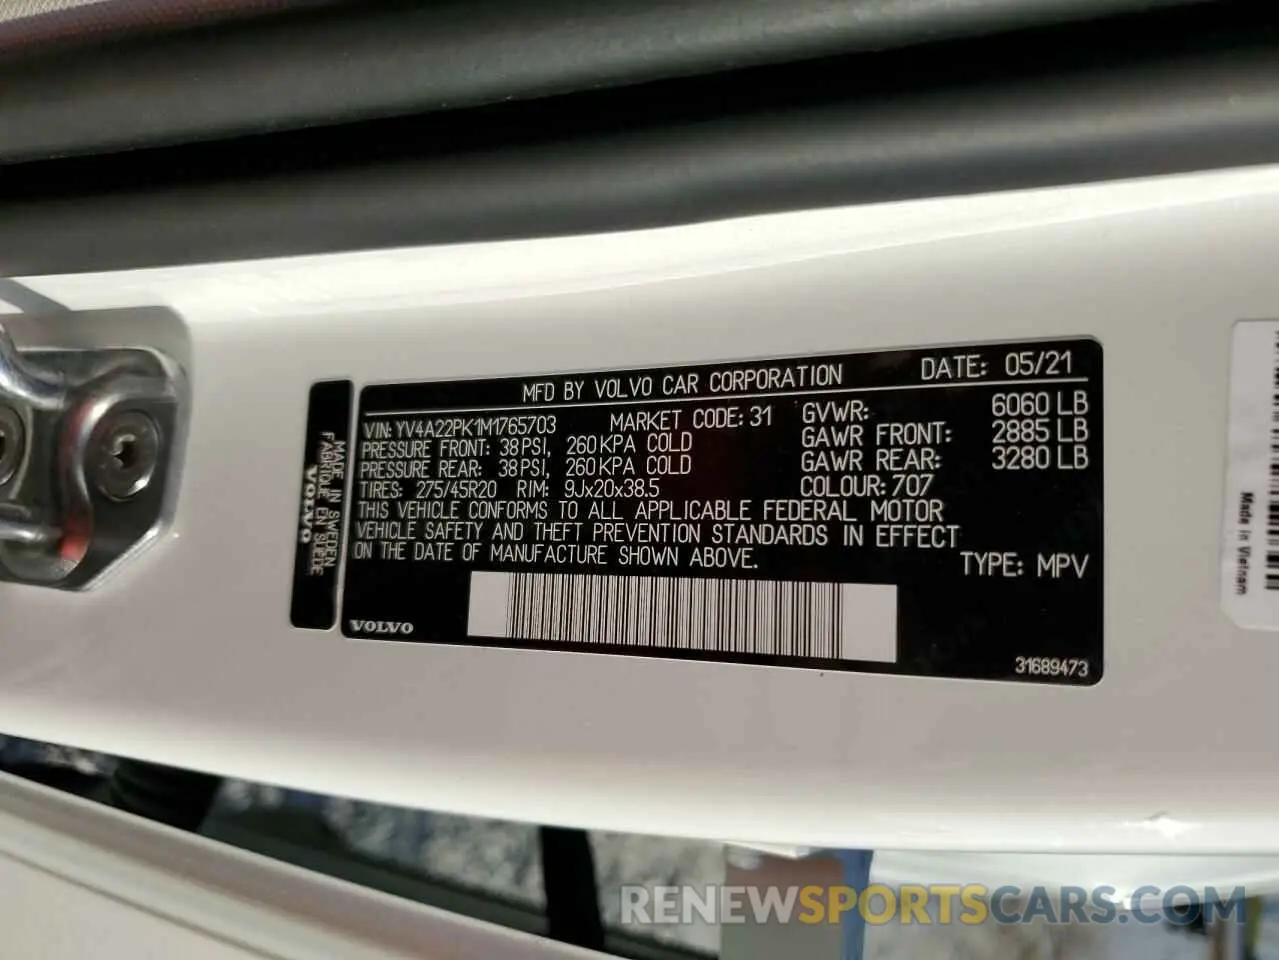 MFD BY VOLVO CAR CORPORATION DATE: 05/21
VIN: YV4A22PK1M1765703 MARKET CODE: 31
PRESSURE FRONT: 38 PSI, 260 KPA COLD
PRESSURE REAR: 38 PSI, 260 KPA COLD
TIRES: 275/45R20 RIM: 9Jx20x38.5
GVWR: 6060 LB
GAWR FRONT: 2885 LB
GAWR REAR: 3280 LB
COLOUR: 707
THIS VEHICLE CONFORMS TO ALL APPLICABLE FEDERAL MOTOR
VEHICLE SAFETY AND THEFT PREVENTION STANDARDS IN EFFECT
ON THE DATE OF MANUFACTURE SHOWN ABOVE.
TYPE: MPV
VOLVO
31689473
MADE IN SWEDEN
FABRIQUE EN SUEDE
VOLVO
Made in Vietnam
RENEWSPORTSCARS.COM